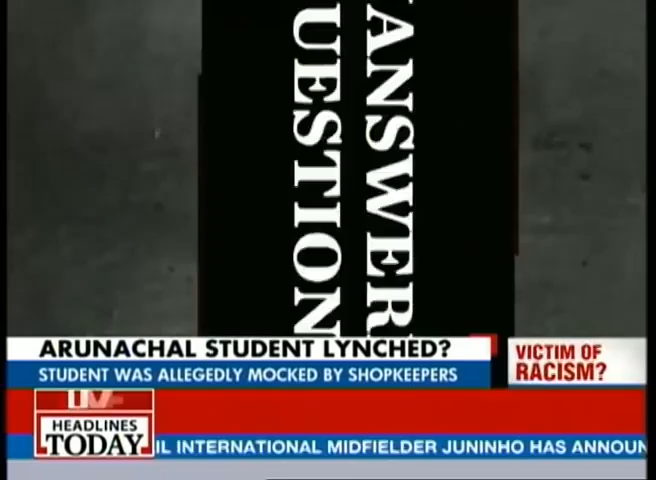 UESTION
ANSWER
ARUNACHAL STUDENT LYNCHED?
STUDENT WAS ALLEGEDLY MOCKED BY SHOPKEEPERS
VICTIM OF
RACISM?
HEADLINES
TODAY
IL INTERNATIONAL MIDFIELDER JUNINHO HAS ANNOUN